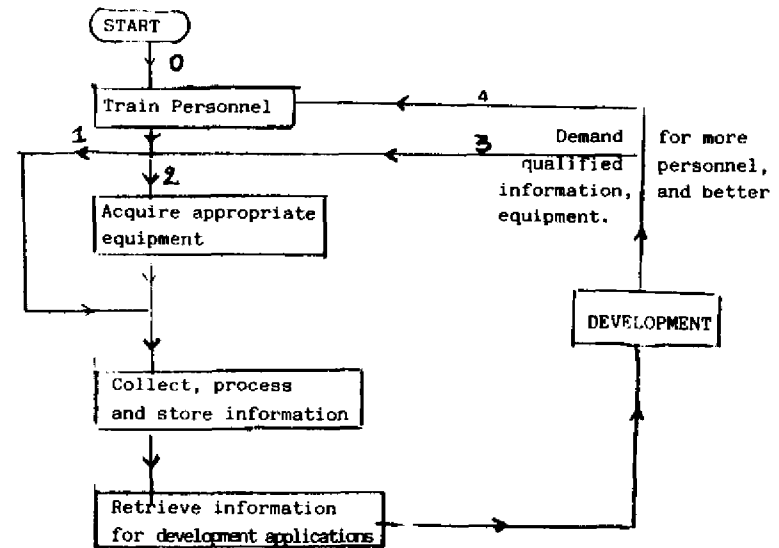 START
0
Train Personnel
4
1
3
Demand for more
qualified personnel,
information, and better
equipment.
2
Acquire appropriate
equipment
DEVELOPMENT
Collect, process
and store information
Retrieve information
for development applications